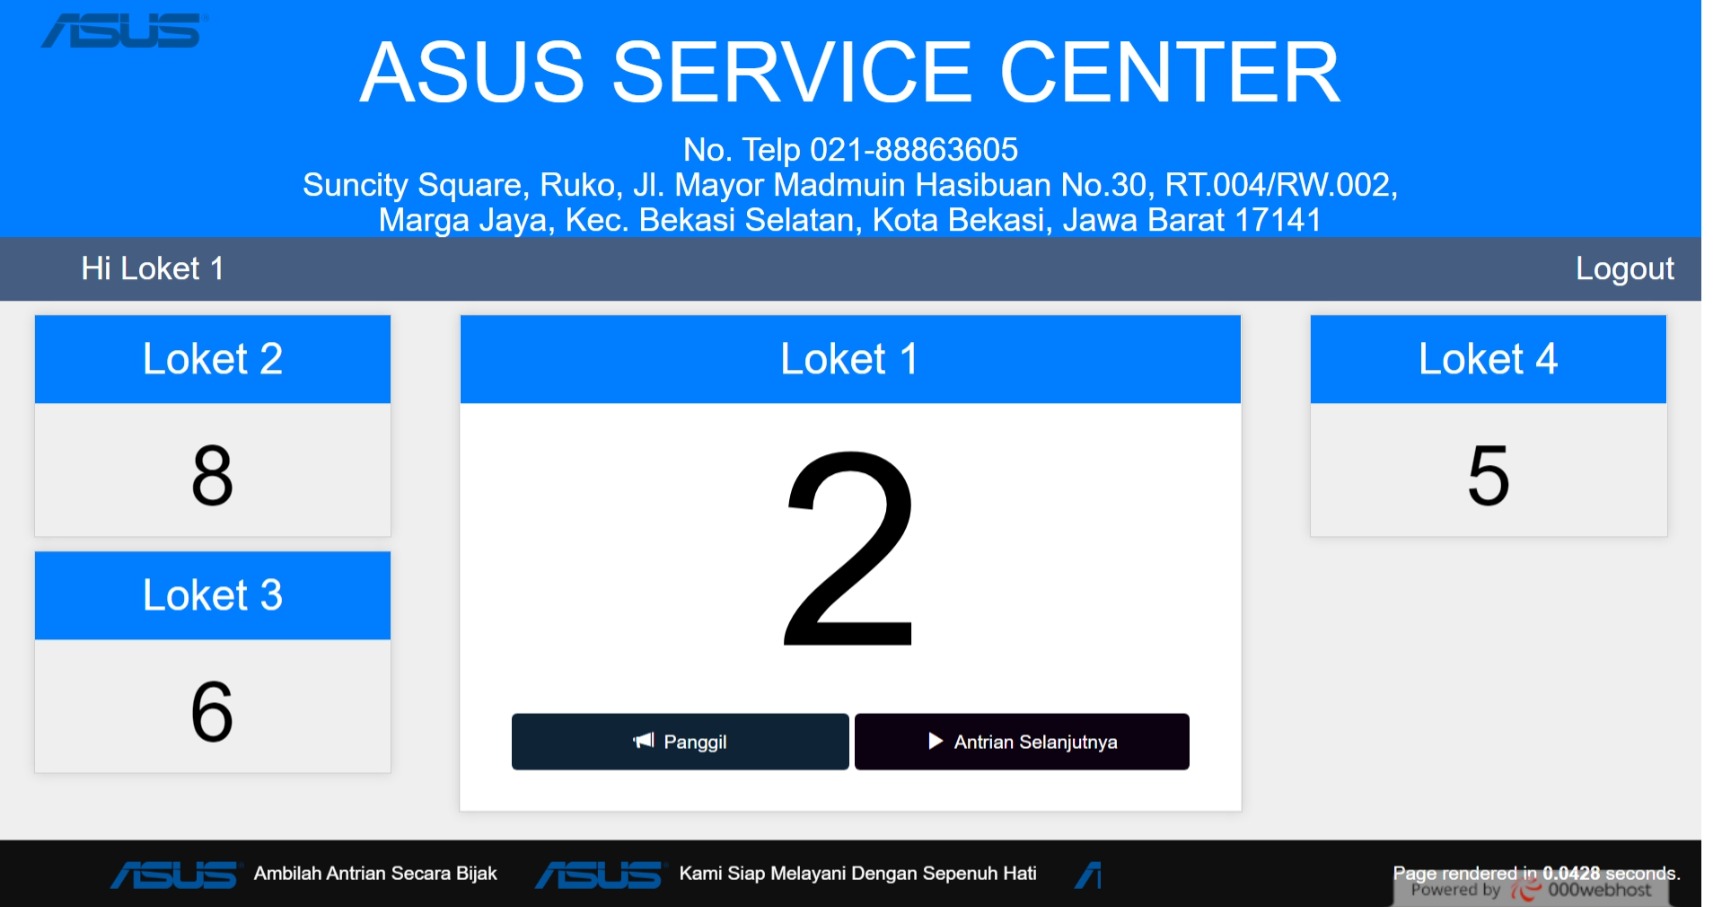 ASUS
ASUS SERVICE CENTER
No. Telp 021-88863605
Suncity Square, Ruko, Jl. Mayor Madmuin Hasibuan No.30, RT.004/RW.002,
Marga Jaya, Kec. Bekasi Selatan, Kota Bekasi, Jawa Barat 17141
Hi Loket 1
Logout
Loket 2
8
Loket 3
6
Loket 1
2
Panggil
Antrian Selanjutnya
Loket 4
5
ASUS Ambilah Antrian Secara Bijak ASUS Kami Siap Melayani Dengan Sepenuh Hati
Page rendered in 0.0428 seconds.
Powered by 000webhost